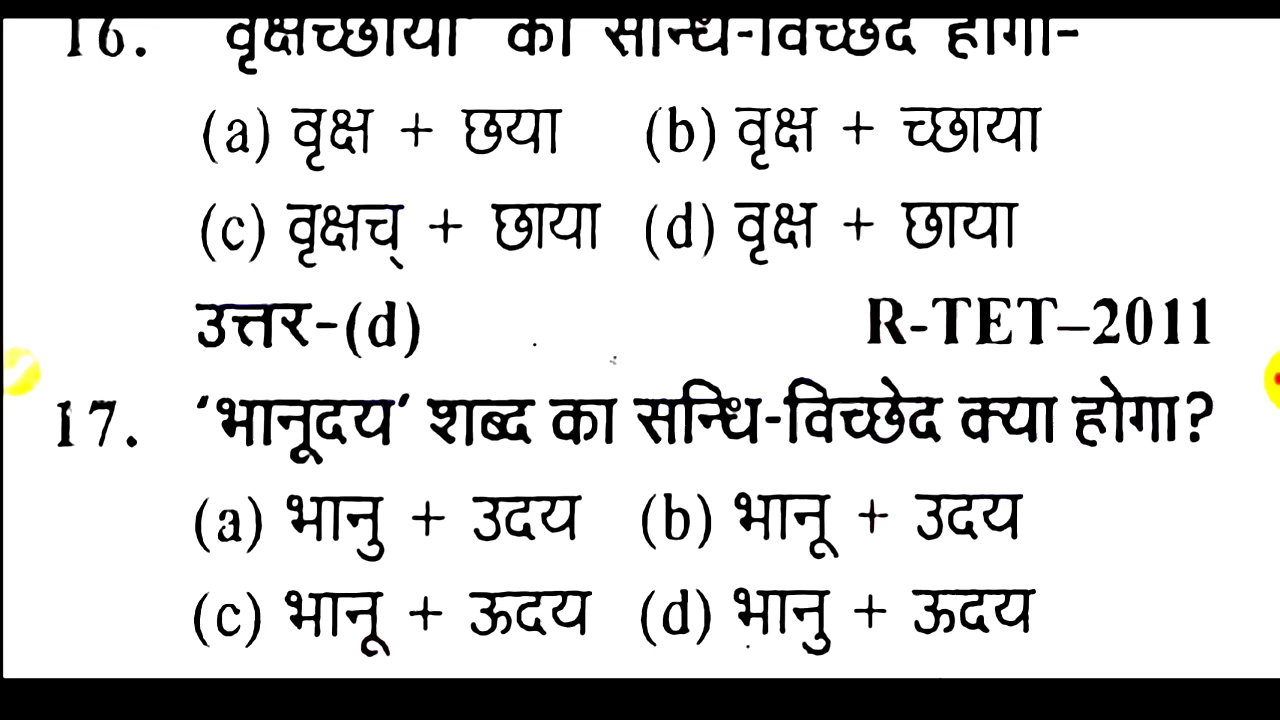 16. वृक्षच्छाया का सन्धि-विच्छेद होगा-
(a) वृक्ष + छया (b) वृक्ष + च्छाया
(c) वृक्षच् + छाया (d) वृक्ष + छाया
उत्तर-(d) R-TET–2011
17. 'भानूदय' शब्द का सन्धि-विच्छेद क्या होगा?
(a) भानु + उदय (b) भानू + उदय
(c) भानू + ऊदय (d) भानु + ऊदय